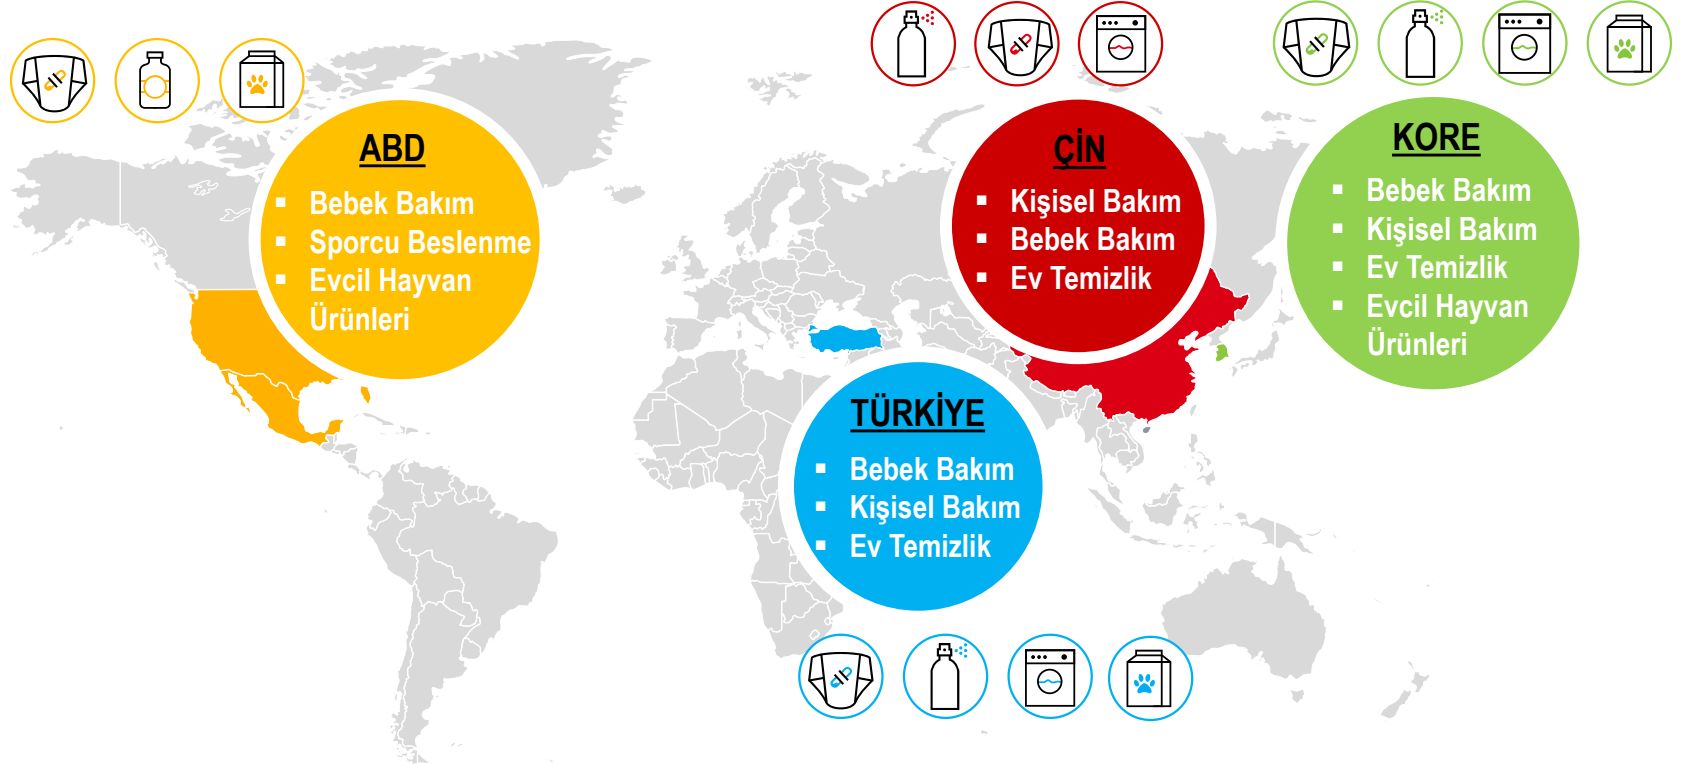 ABD
▪ Bebek Bakım
▪ Sporcu Beslenme
▪ Evcil Hayvan
Ürünleri
ÇİN
▪ Kişisel Bakım
▪ Bebek Bakım
▪ Ev Temizlik
KORE
▪ Bebek Bakım
▪ Kişisel Bakım
▪ Ev Temizlik
▪ Evcil Hayvan
Ürünleri
TÜRKİYE
▪ Bebek Bakım
▪ Kişisel Bakım
▪ Ev Temizlik